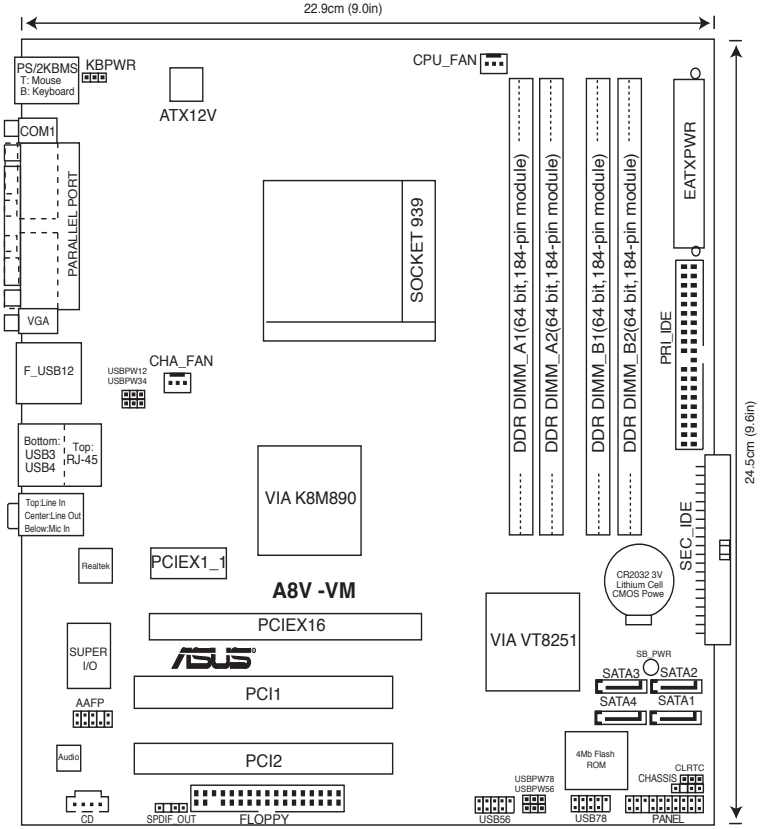 22.9cm (9.0in)
PS/2KBMS
T: Mouse
B: Keyboard
KBPWR
ATX12V
CPU_FAN
COM1
PARALLEL PORT
VGA
SOCKET 939
DDR DIMM_A1(64 bit,184-pin module)
DDR DIMM_A2(64 bit,184-pin module)
DDR DIMM_B1(64 bit,184-pin module)
DDR DIMM_B2(64 bit,184-pin module)
EATXPWR
PRI_IDE
24.5cm (9.6in)
F_USB12
USBPW12
USBPW34
CHA_FAN
Bottom:
USB3
USB4
Top:
RJ-45
Top:Line In
Center:Line Out
Below:Mic In
VIA K8M890
SEC_IDE
Realtek
PCIEX1_1
CR2032 3V
Lithium Cell
CMOS Powe
A8V -VM
PCIEX16
SUPER
I/O
ASUS
VIA VT8251
SB_PWR
SATA3
SATA2
SATA4
SATA1
AAFP
PCI1
Audio
PCI2
4Mb Flash
ROM
CLRTC
CHASSIS
USBPW78
USBPW56
CD
SPDIF_OUT
FLOPPY
USB56
USB78
PANEL